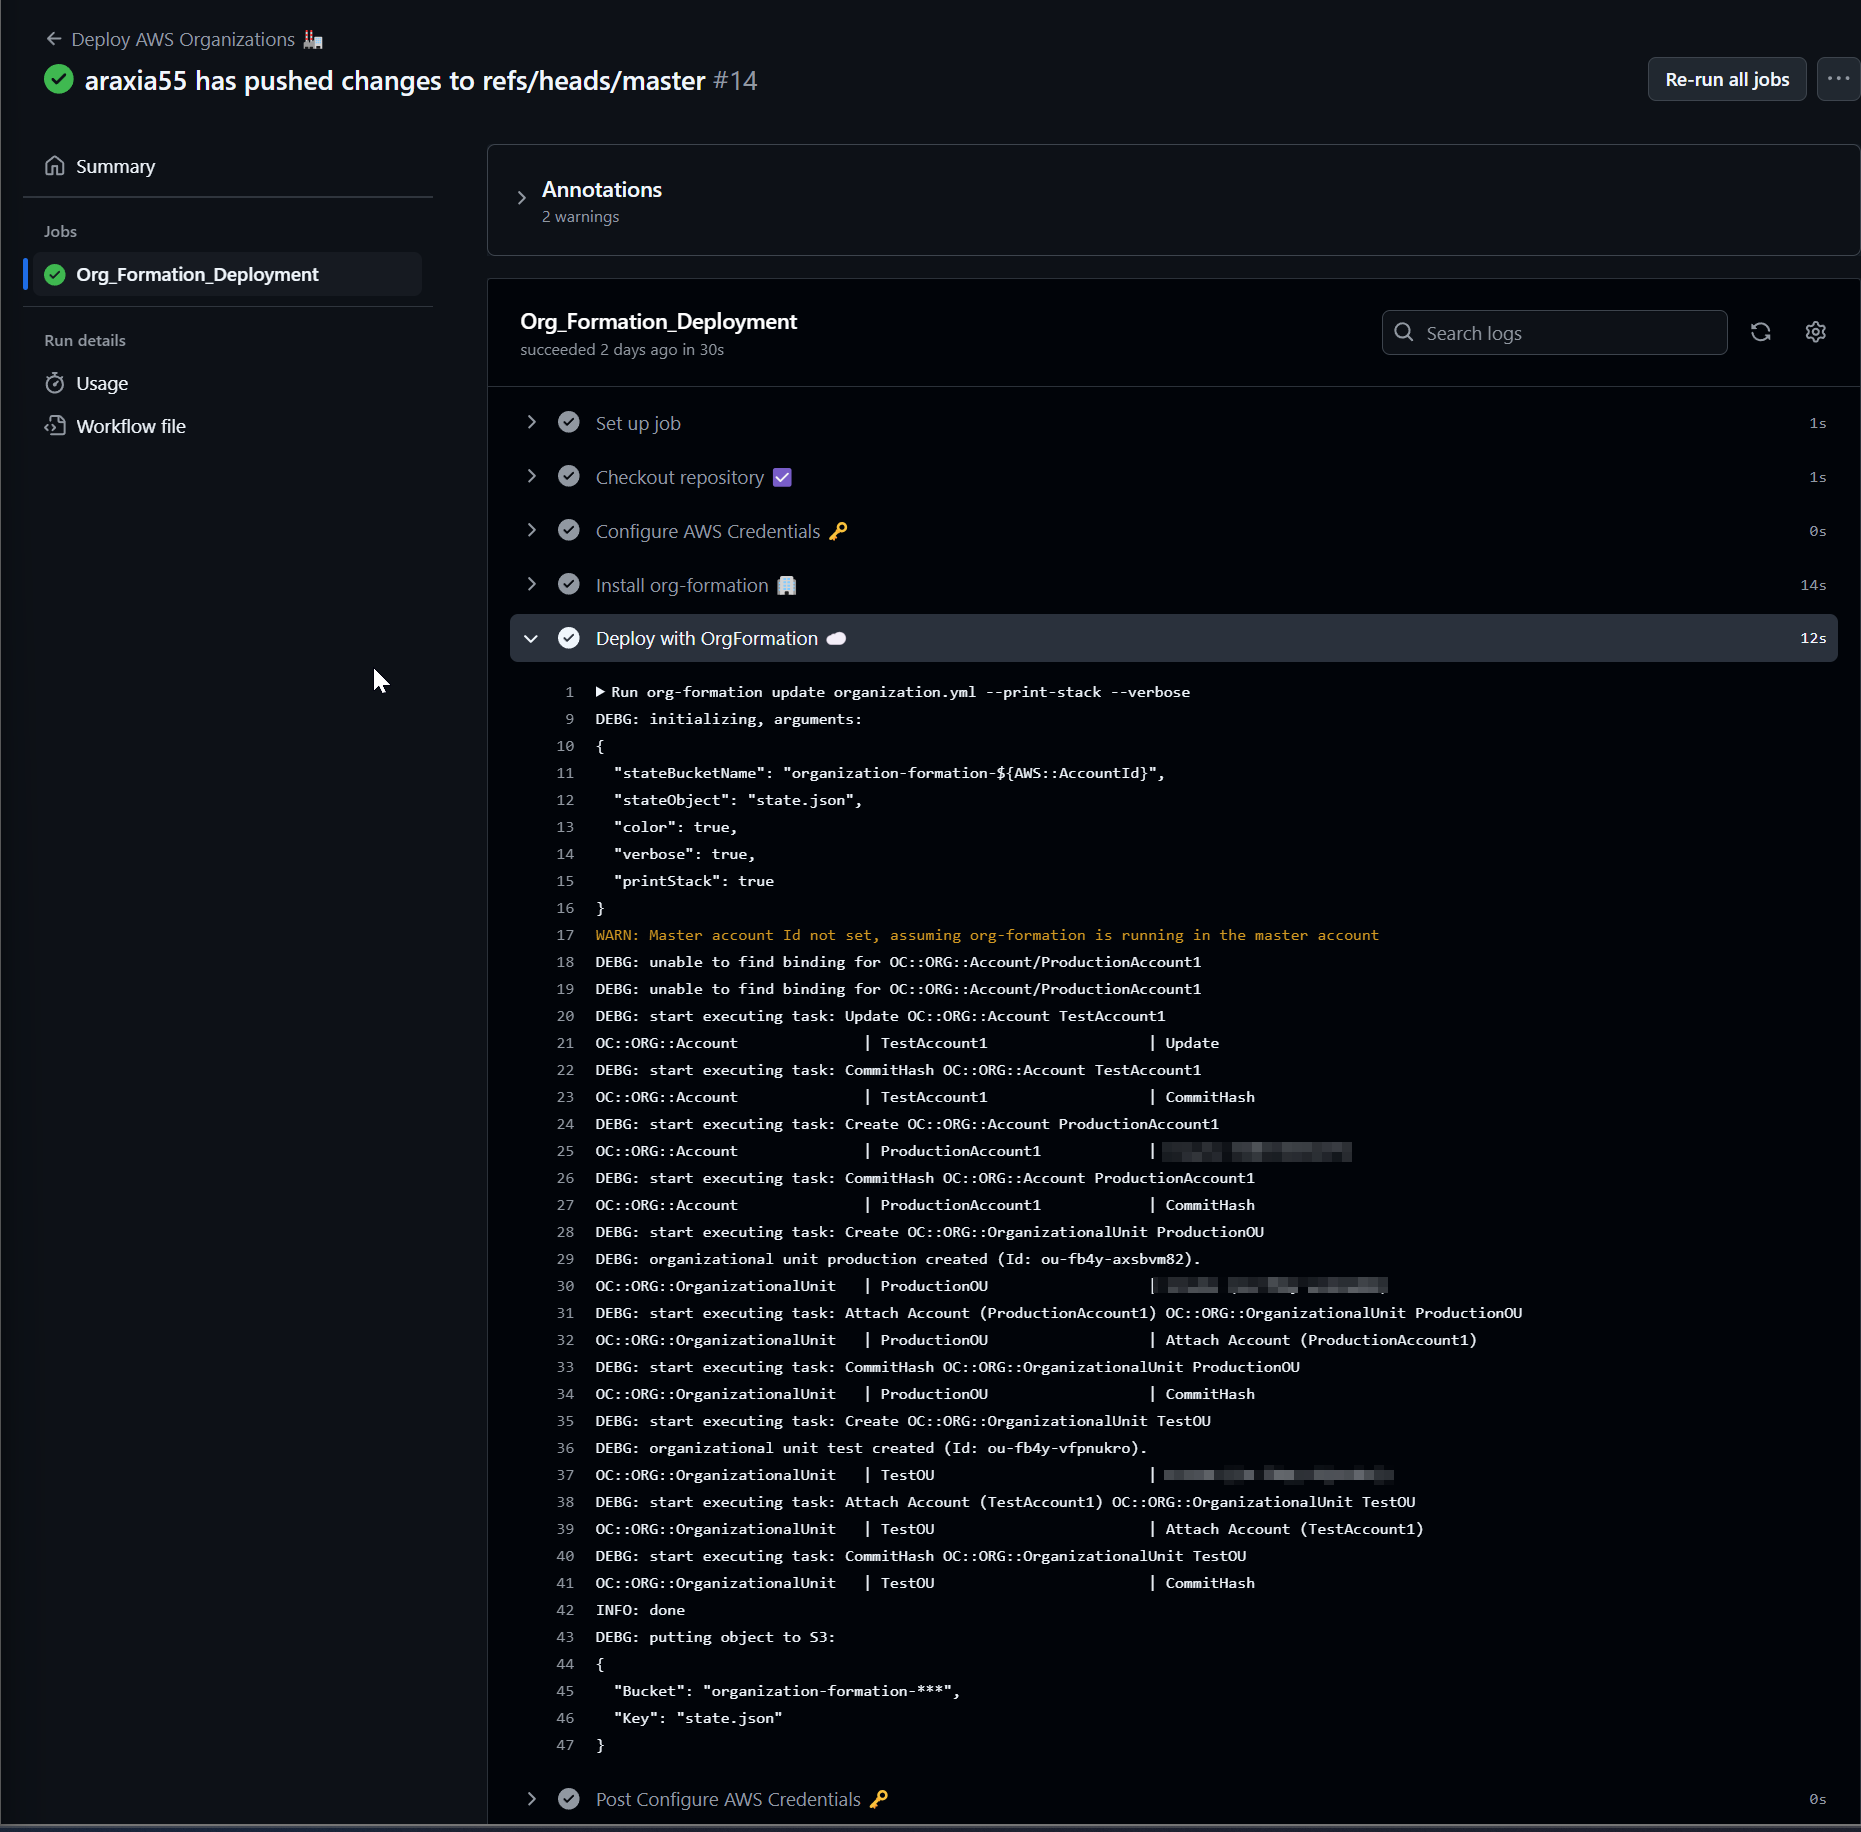 ← Deploy AWS Organizations 🏭
araxia55 has pushed changes to refs/heads/master #14
Re-run all jobs
Summary
Jobs
Org_Formation_Deployment
Run details
Usage
Workflow file
Annotations
2 warnings
Org_Formation_Deployment
succeeded 2 days ago in 30s
Search logs
Set up job 1s
Checkout repository ☑ 1s
Configure AWS Credentials 🔑 0s
Install org-formation 🏢 14s
Deploy with OrgFormation ☁ 12s
1 ▶ Run org-formation update organization.yml --print-stack --verbose
9 DEBG: initializing, arguments:
10 {
11 "stateBucketName": "organization-formation-${AWS::AccountId}",
12 "stateObject": "state.json",
13 "color": true,
14 "verbose": true,
15 "printStack": true
16 }
17 WARN: Master account Id not set, assuming org-formation is running in the master account
18 DEBG: unable to find binding for OC::ORG::Account/ProductionAccount1
19 DEBG: unable to find binding for OC::ORG::Account/ProductionAccount1
20 DEBG: start executing task: Update OC::ORG::Account TestAccount1
21 OC::ORG::Account | TestAccount1 | Update
22 DEBG: start executing task: CommitHash OC::ORG::Account TestAccount1
23 OC::ORG::Account | TestAccount1 | CommitHash
24 DEBG: start executing task: Create OC::ORG::Account ProductionAccount1
25 OC::ORG::Account | ProductionAccount1 |
26 DEBG: start executing task: CommitHash OC::ORG::Account ProductionAccount1
27 OC::ORG::Account | ProductionAccount1 | CommitHash
28 DEBG: start executing task: Create OC::ORG::OrganizationalUnit ProductionOU
29 DEBG: organizational unit production created (Id: ou-fb4y-axsbvm82).
30 OC::ORG::OrganizationalUnit | ProductionOU |
31 DEBG: start executing task: Attach Account (ProductionAccount1) OC::ORG::OrganizationalUnit ProductionOU
32 OC::ORG::OrganizationalUnit | ProductionOU | Attach Account (ProductionAccount1)
33 DEBG: start executing task: CommitHash OC::ORG::OrganizationalUnit ProductionOU
34 OC::ORG::OrganizationalUnit | ProductionOU | CommitHash
35 DEBG: start executing task: Create OC::ORG::OrganizationalUnit TestOU
36 DEBG: organizational unit test created (Id: ou-fb4y-vfpnukro).
37 OC::ORG::OrganizationalUnit | TestOU |
38 DEBG: start executing task: Attach Account (TestAccount1) OC::ORG::OrganizationalUnit TestOU
39 OC::ORG::OrganizationalUnit | TestOU | Attach Account (TestAccount1)
40 DEBG: start executing task: CommitHash OC::ORG::OrganizationalUnit TestOU
41 OC::ORG::OrganizationalUnit | TestOU | CommitHash
42 INFO: done
43 DEBG: putting object to S3:
44 {
45 "Bucket": "organization-formation-***",
46 "Key": "state.json"
47 }
Post Configure AWS Credentials 🔑 0s